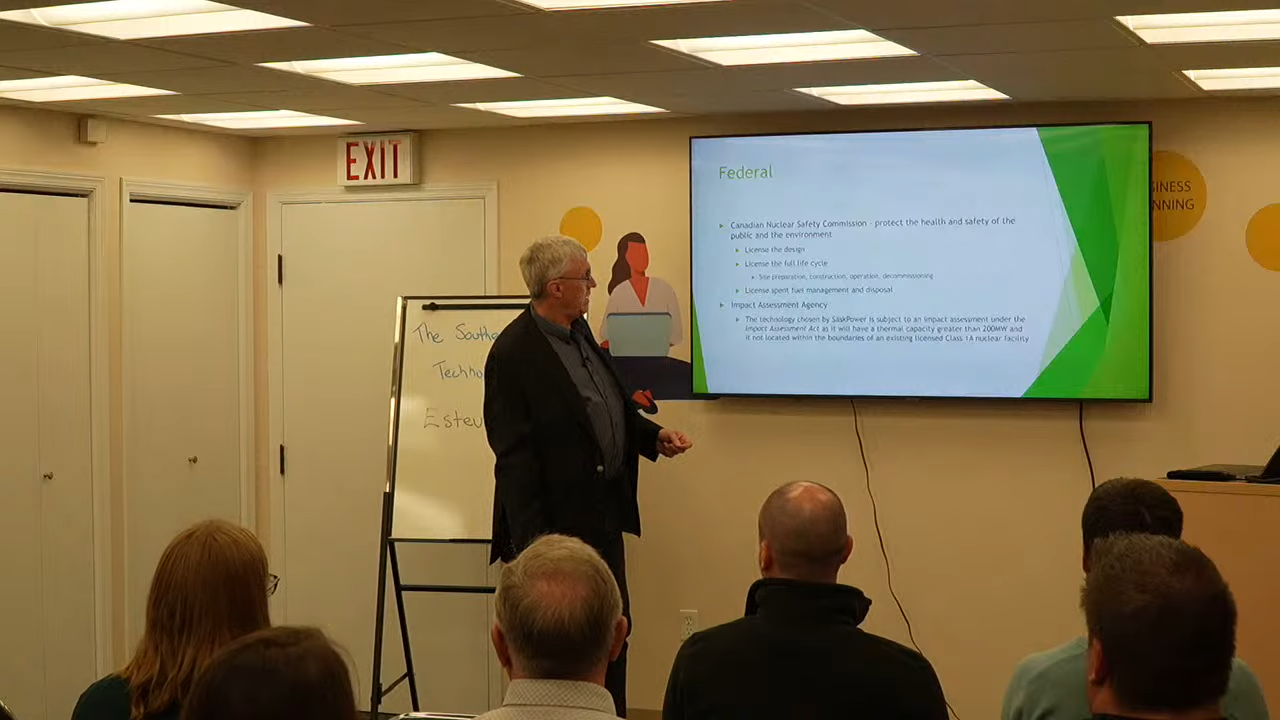 EXIT
The Southe
Techno
Estev
Federal
Canadian Nuclear Safety Commission – protect the health and safety of the
public and the environment
License the design
License the full life cycle
Site preparation, construction, operation, decommissioning
License spent fuel management and disposal
Impact Assessment Agency
The technology chosen by SaskPower is subject to an impact assessment under the
Impact Assessment Act as it will have a thermal capacity greater than 200MW and
it not located within the boundaries of an existing licensed Class 1A nuclear facility
INESS
NNING